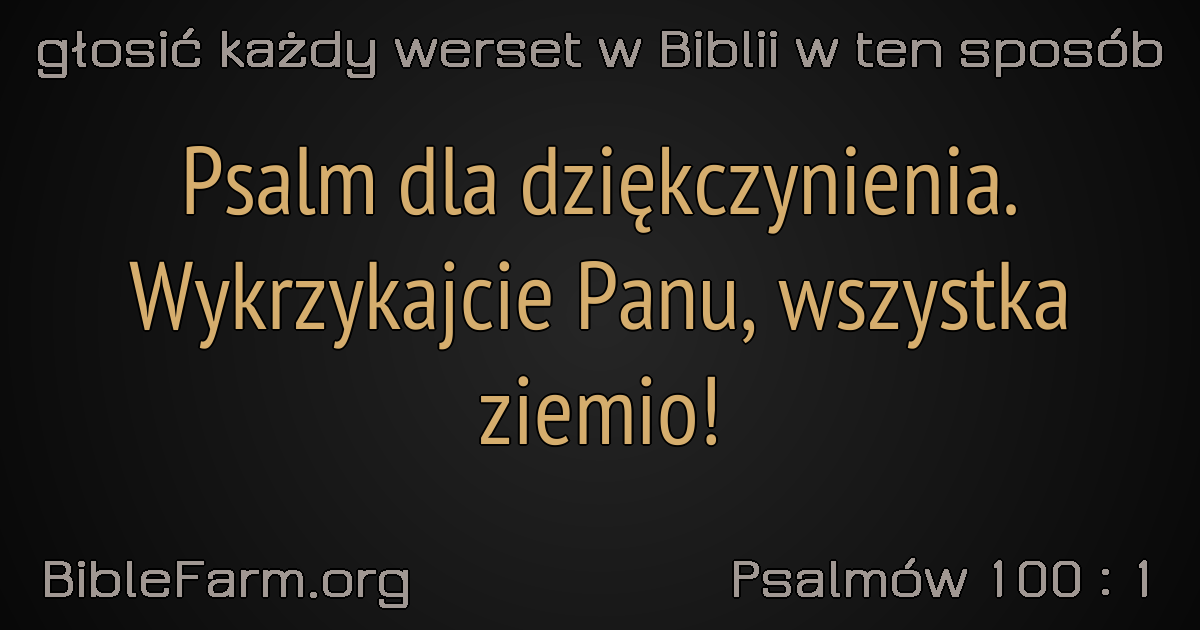 głosić każdy werset w Biblii w ten sposób
Psalm dla dziękczynienia.
Wykrzykajcie Panu, wszystka
ziemio!
BibleFarm.org
Psalmów 100 : 1